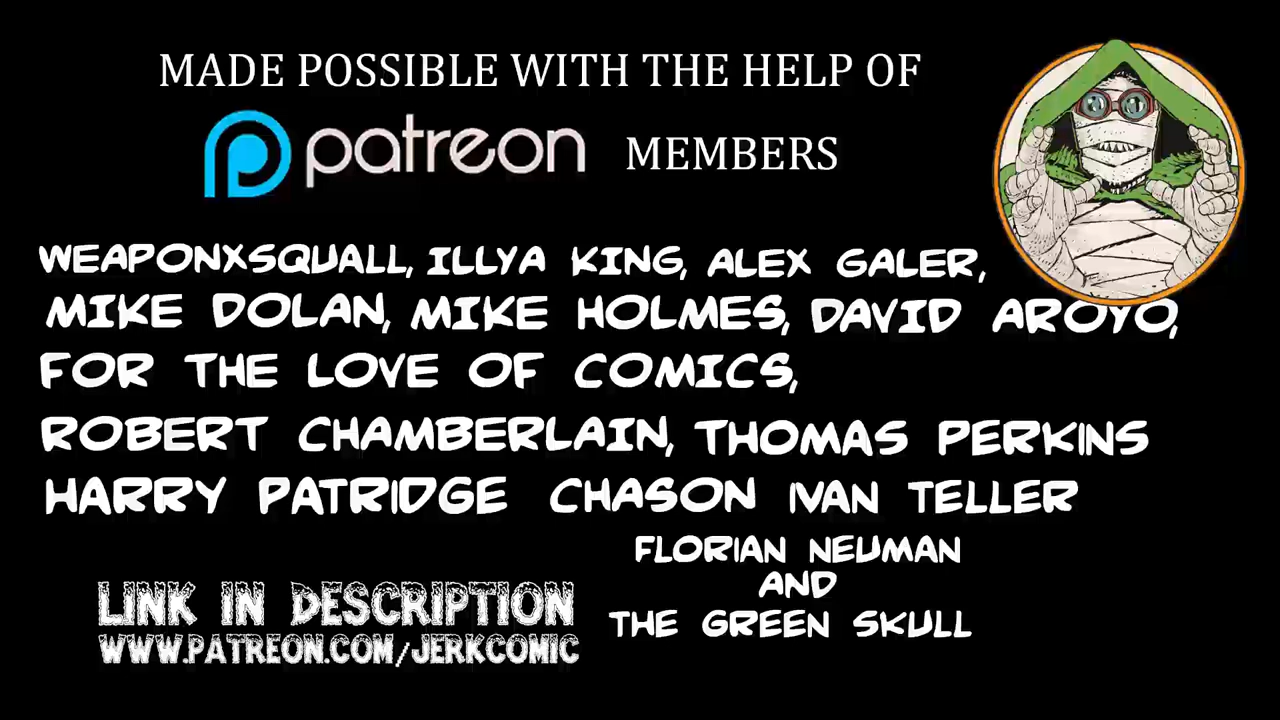 MADE POSSIBLE WITH THE HELP OF
patreon MEMBERS
WEAPONXSQUALL, ILLYA KING, ALEX GALER,
MIKE DOLAN, MIKE HOLMES, DAVID AROYO,
FOR THE LOVE OF COMICS,
ROBERT CHAMBERLAIN, THOMAS PERKINS
HARRY PATRIDGE CHASON IVAN TELLER
FLORIAN NEUMAN
AND
THE GREEN SKULL
LINK IN DESCRIPTION
WWW.PATREON.COM/JERKCOMIC